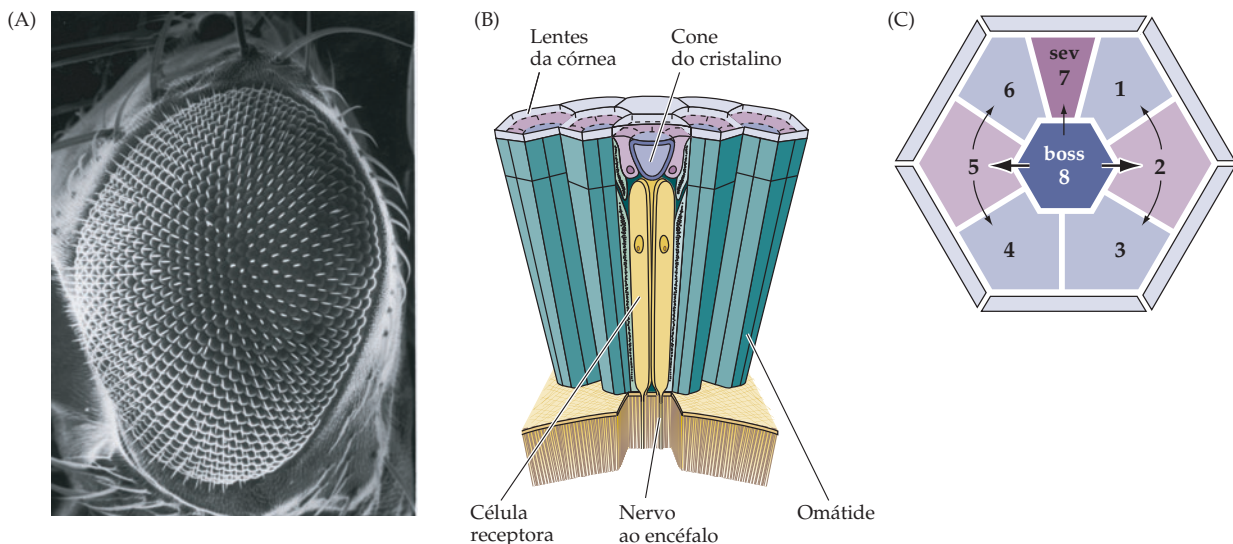 (A)
(B)
Lentes
da córnea
Cone
do cristalino
Célula
receptora
Nervo
ao encéfalo
Omátide
(C)
sev
7
6
1
5
boss
8
2
4
3